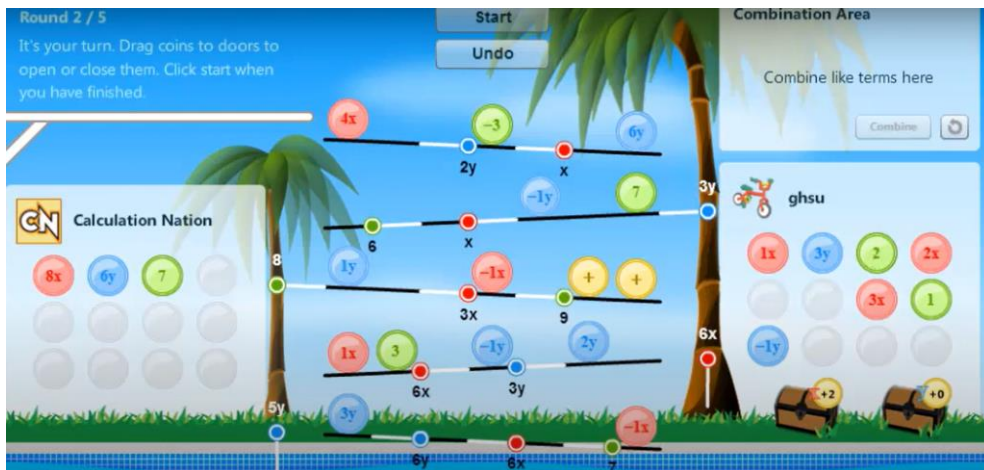 Round 2 / 5
It's your turn. Drag coins to doors to
open or close them. Click start when
you have finished.
Start
Undo
Combination Area
Combine like terms here
Combine
4x
−3
6y
2y
x
CN
Calculation Nation
8x
6y
7
−1y
7
3y
6
x
8
1y
−1x
+
+
3x
9
1x
3
−1y
2y
6x
3y
6x
5y
3y
−1x
6y
6x
7
ghsu
1x
3y
2
2x
3x
1
−1y
+2
+0